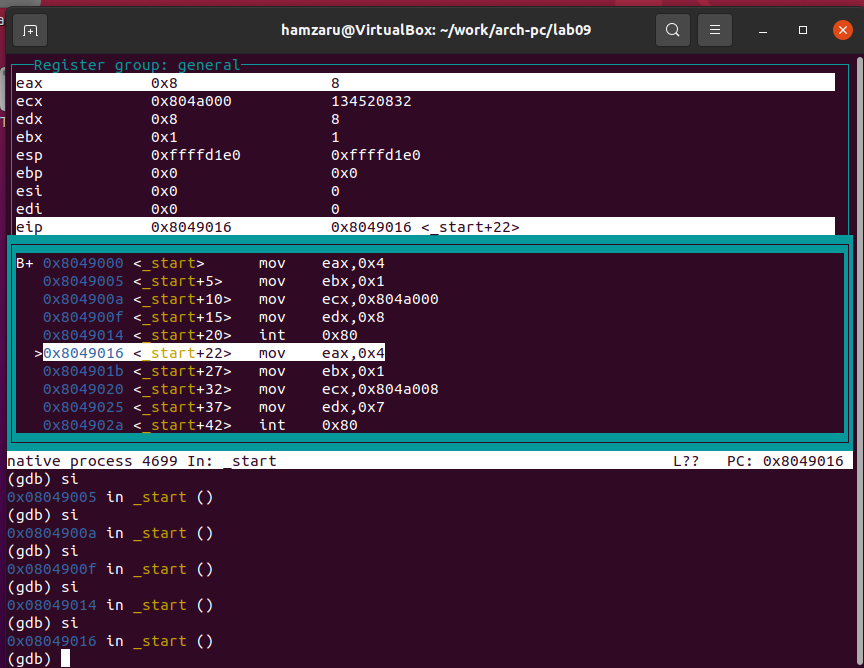 hamzaru@VirtualBox: ~/work/arch-pc/lab09
Register group: general
eax 0x8 8
ecx 0x804a000 134520832
edx 0x8 8
ebx 0x1 1
esp 0xffffd1e0 0xffffd1e0
ebp 0x0 0x0
esi 0x0 0
edi 0x0 0
eip 0x8049016 0x8049016 <_start+22>
B+ 0x8049000 <_start> mov eax,0x4
0x8049005 <_start+5> mov ebx,0x1
0x804900a <_start+10> mov ecx,0x804a000
0x804900f <_start+15> mov edx,0x8
0x8049014 <_start+20> int 0x80
>0x8049016 <_start+22> mov eax,0x4
0x804901b <_start+27> mov ebx,0x1
0x8049020 <_start+32> mov ecx,0x804a008
0x8049025 <_start+37> mov edx,0x7
0x804902a <_start+42> int 0x80
native process 4699 In: _start L?? PC: 0x8049016
(gdb) si
0x08049005 in _start ()
(gdb) si
0x0804900a in _start ()
(gdb) si
0x0804900f in _start ()
(gdb) si
0x08049014 in _start ()
(gdb) si
0x08049016 in _start ()
(gdb)